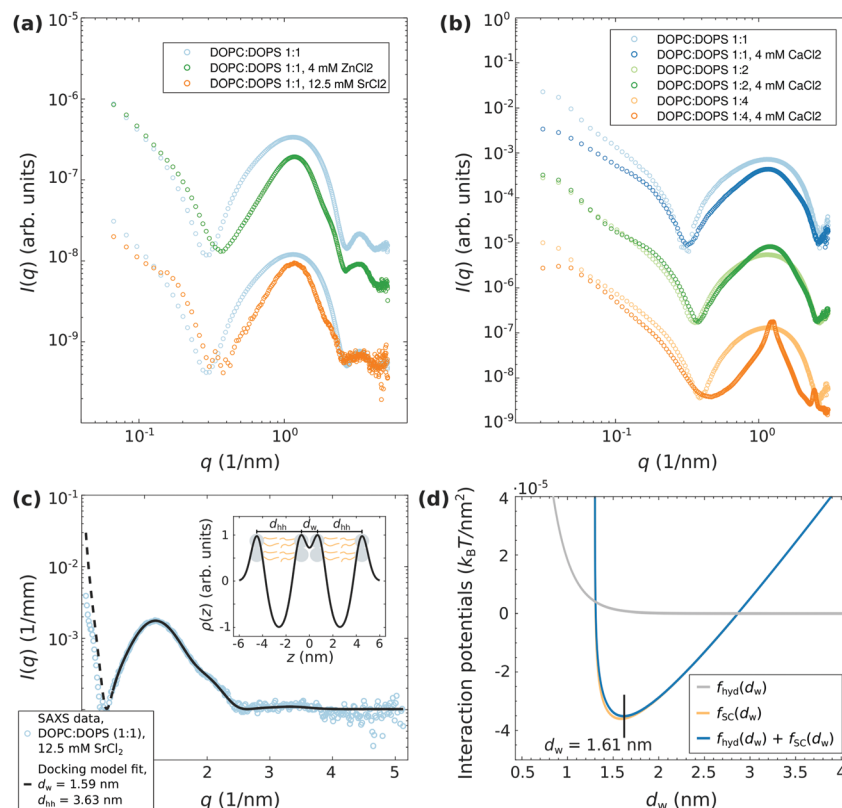 (a)
10⁻⁵
10⁻⁶
10⁻⁷
10⁻⁸
10⁻⁹
I(q) (arb. units)
DOPC:DOPS 1:1
DOPC:DOPS 1:1, 4 mM ZnCl2
DOPC:DOPS 1:1, 12.5 mM SrCl2
10⁻¹ 10⁰
q (1/nm)
(b)
10⁰
10⁻¹
10⁻²
10⁻³
10⁻⁴
10⁻⁵
10⁻⁶
10⁻⁷
10⁻⁸
10⁻⁹
I(q) (arb. units)
DOPC:DOPS 1:1
DOPC:DOPS 1:1, 4 mM CaCl2
DOPC:DOPS 1:2
DOPC:DOPS 1:2, 4 mM CaCl2
DOPC:DOPS 1:4
DOPC:DOPS 1:4, 4 mM CaCl2
10⁻¹ 10⁰
q (1/nm)
(c)
10⁻¹
10⁻³
10⁻⁵
I(q) (1/mm)
d_hh d_w d_hh
ρ(z) (arb. units)
1
0
-1
-6 -4 -2 0 2 4 6
z (nm)
SAXS data,
DOPC:DOPS (1:1),
12.5 mM SrCl₂
Docking model fit,
d_w = 1.59 nm
d_hh = 3.63 nm
2 3 4 5
q (1/nm)
(d)
·10⁻⁵
4
2
0
-2
-4
Interaction potentials (k_BT/nm²)
d_w = 1.61 nm
f_hyd(d_w)
f_SC(d_w)
f_hyd(d_w) + f_SC(d_w)
0.5 1 1.5 2 2.5 3 3.5 4
d_w (nm)